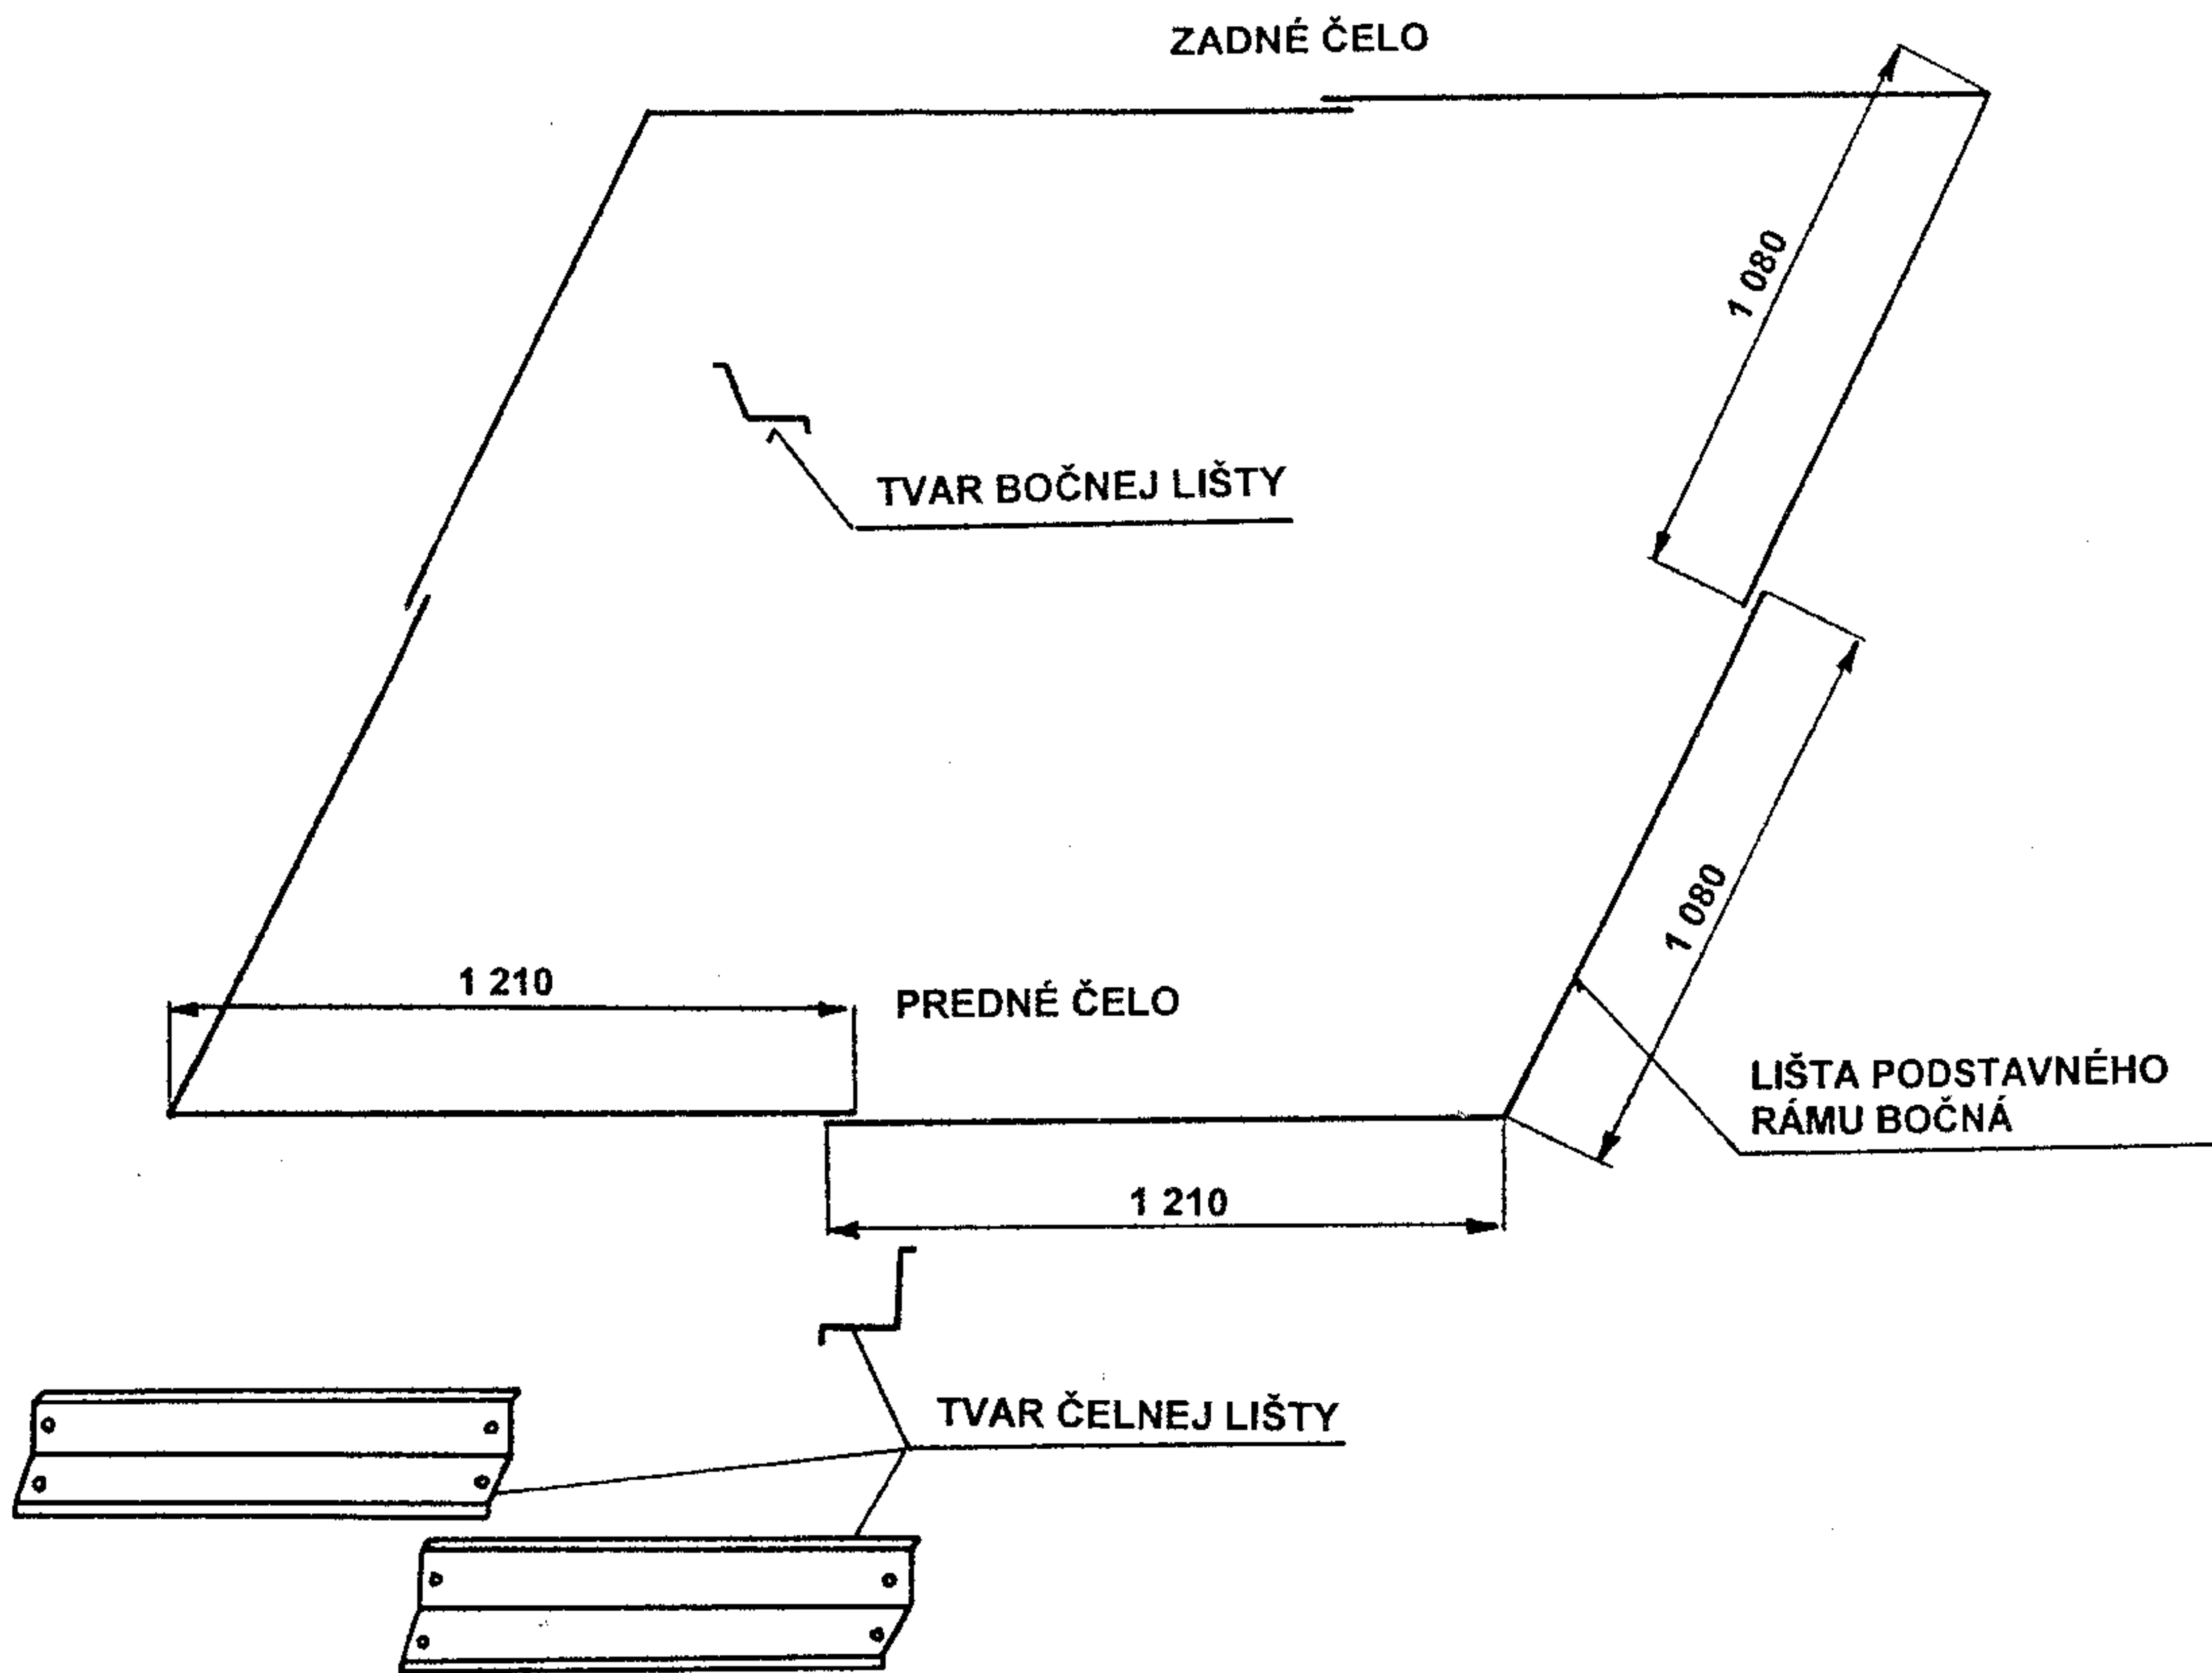 ZADNÉ ČELO
1 080
TVAR BOČNEJ LIŠTY
1 080
1 210
PREDNÉ ČELO
LIŠTA PODSTAVNÉHO
RÁMU BOČNÁ
1 210
TVAR ČELNEJ LIŠTY